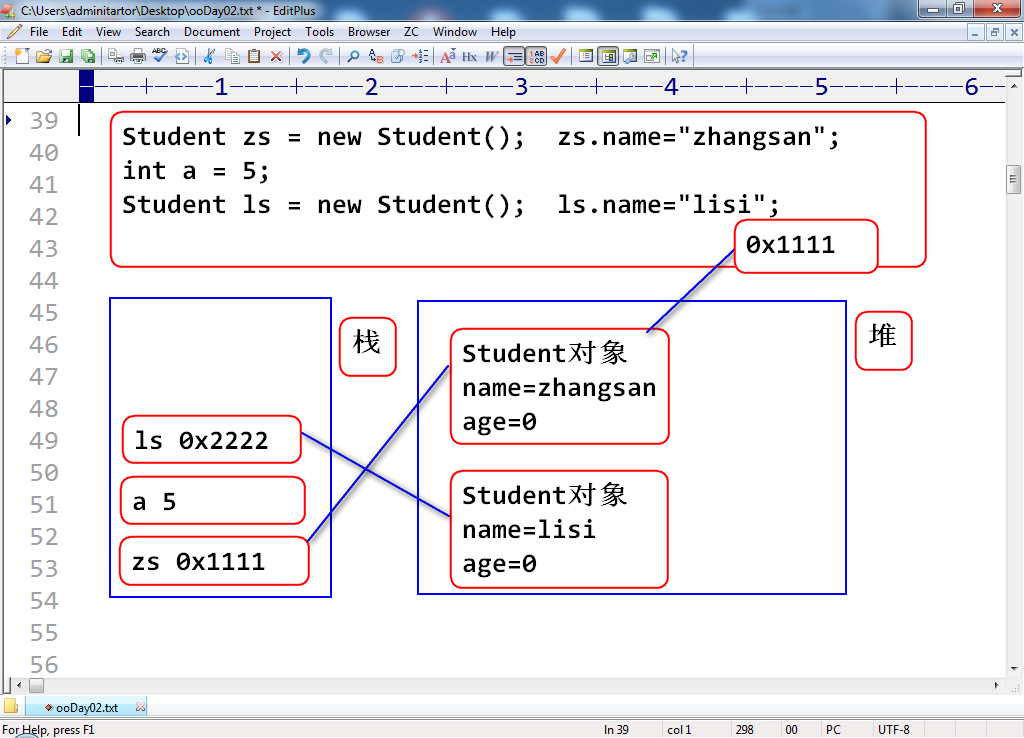 C:\Users\adminitartor\Desktop\ooDay02.txt * - EditPlus
File Edit View Search Document Project Tools Browser ZC Window Help
----+----1----+----2----+----3----+----4----+----5----+----6--
39
40
41
42
43
44
45
46
47
48
49
50
51
52
53
54
55
56
Student zs = new Student(); zs.name="zhangsan";
int a = 5;
Student ls = new Student(); ls.name="lisi";
0x1111
栈
堆
Student对象
name=zhangsan
age=0
ls 0x2222
a 5
zs 0x1111
Student对象
name=lisi
age=0
ooDay02.txt
For Help, press F1
ln 39 col 1 298 00 PC UTF-8